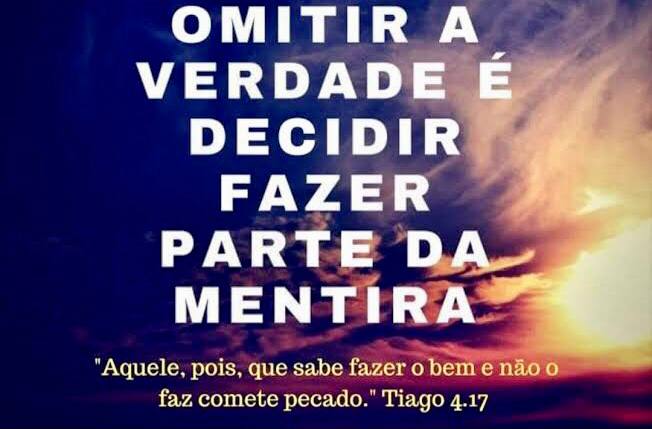 OMITIR A
VERDADE É
DECIDIR
FAZER
PARTE DA
MENTIRA
"Aquele, pois, que sabe fazer o bem e não o
faz comete pecado." Tiago 4.17